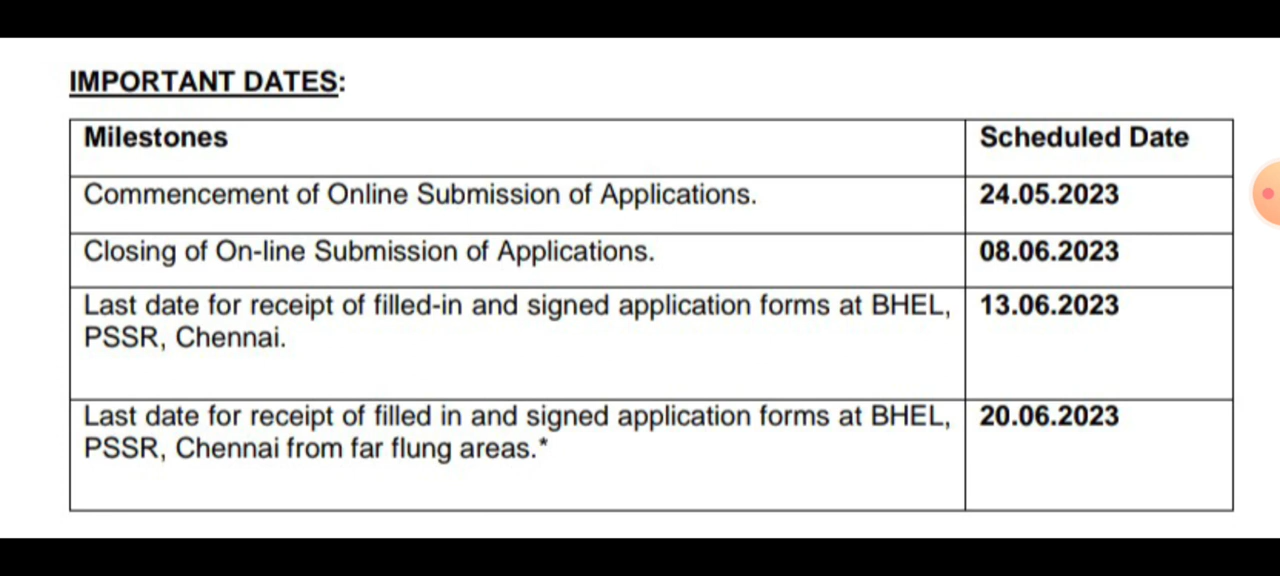 IMPORTANT DATES:
Milestones Scheduled Date
Commencement of Online Submission of Applications. 24.05.2023
Closing of On-line Submission of Applications. 08.06.2023
Last date for receipt of filled-in and signed application forms at BHEL, 13.06.2023
PSSR, Chennai.
Last date for receipt of filled in and signed application forms at BHEL, 20.06.2023
PSSR, Chennai from far flung areas.*